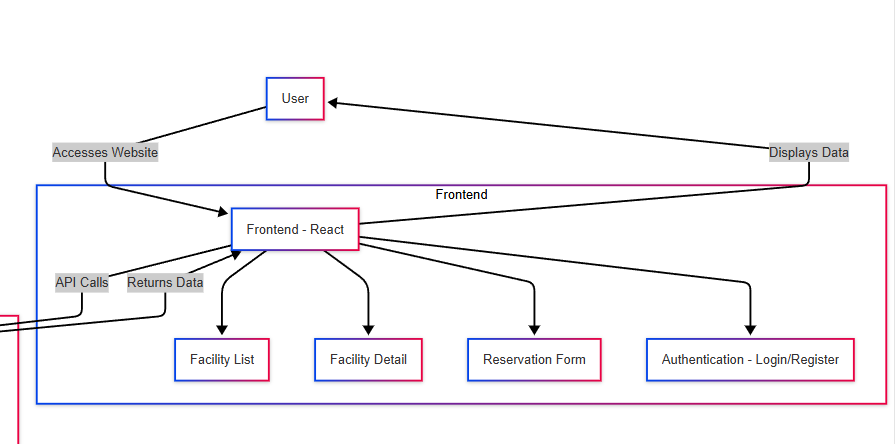 User
Accesses Website
Displays Data
Frontend
Frontend - React
API Calls
Returns Data
Facility List
Facility Detail
Reservation Form
Authentication - Login/Register